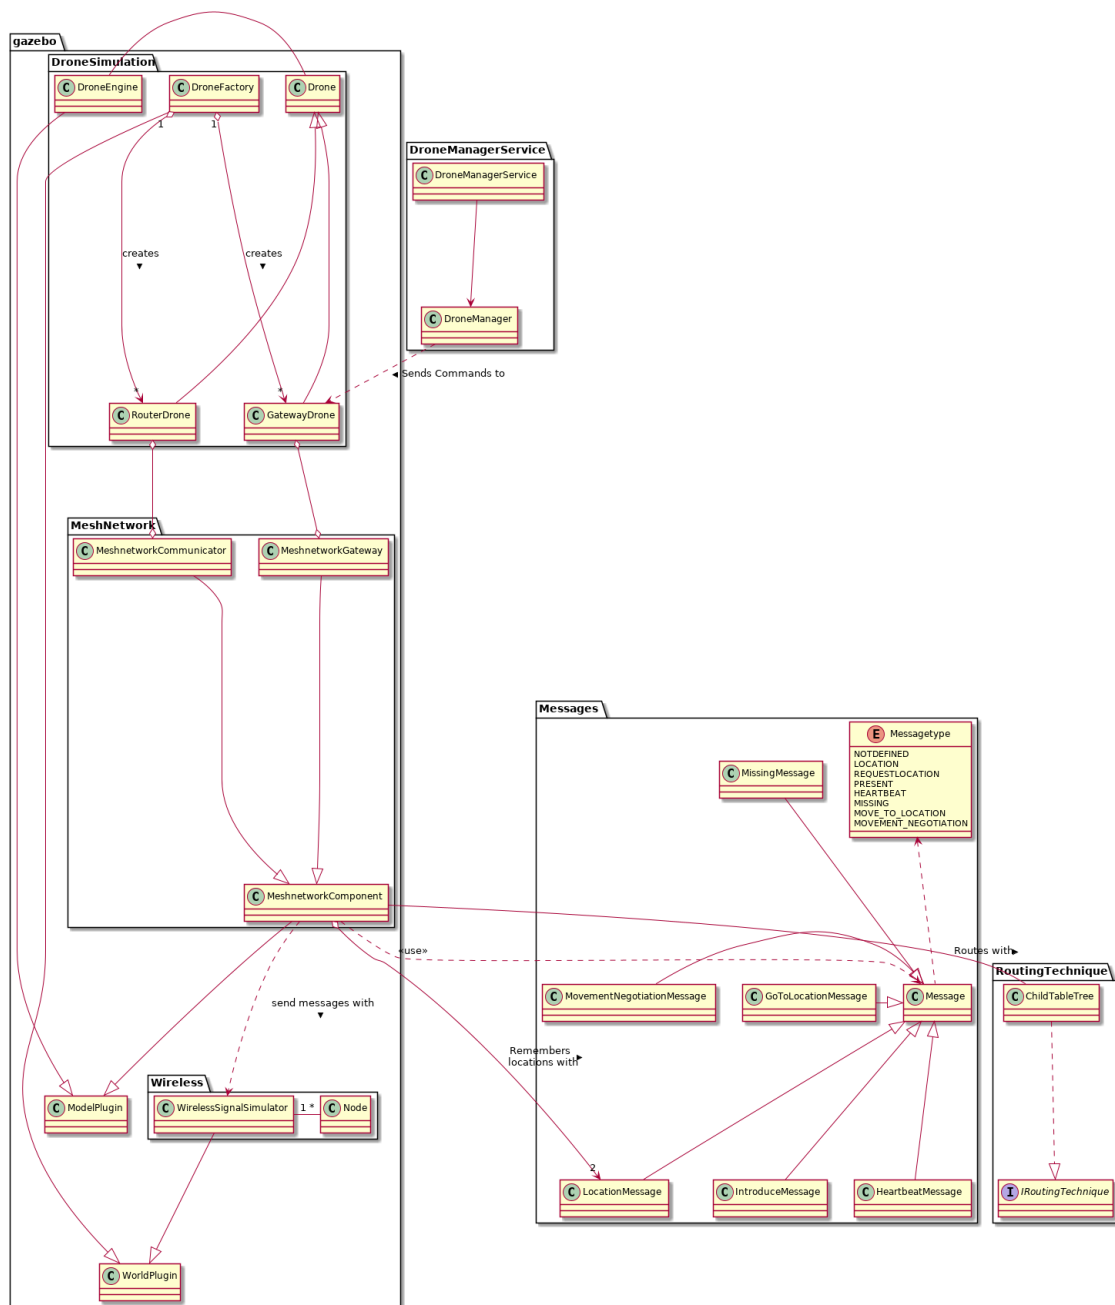 gazebo
DroneSimulation
C DroneEngine
C DroneFactory
C Drone
1
1
DroneManagerService
C DroneManagerService
creates
▼
creates
▼
C DroneManager
◄ Sends Commands to
*
*
C RouterDrone
C GatewayDrone
MeshNetwork
C MeshnetworkCommunicator
C MeshnetworkGateway
Messages
E Messagetype
NOTDEFINED
LOCATION
REQUESTLOCATION
PRESENT
HEARTBEAT
MISSING
MOVE_TO_LOCATION
MOVEMENT_NEGOTIATION
C MissingMessage
C MeshnetworkComponent
«use»
Routes with►
RoutingTechnique
C MovementNegotiationMessage
C GoToLocationMessage
C Message
C ChildTableTree
send messages with
▼
Remembers
locations with►
Wireless
C ModelPlugin
C WirelessSignalSimulator
1 *
C Node
2
C LocationMessage
C IntroduceMessage
C HeartbeatMessage
I IRoutingTechnique
C WorldPlugin